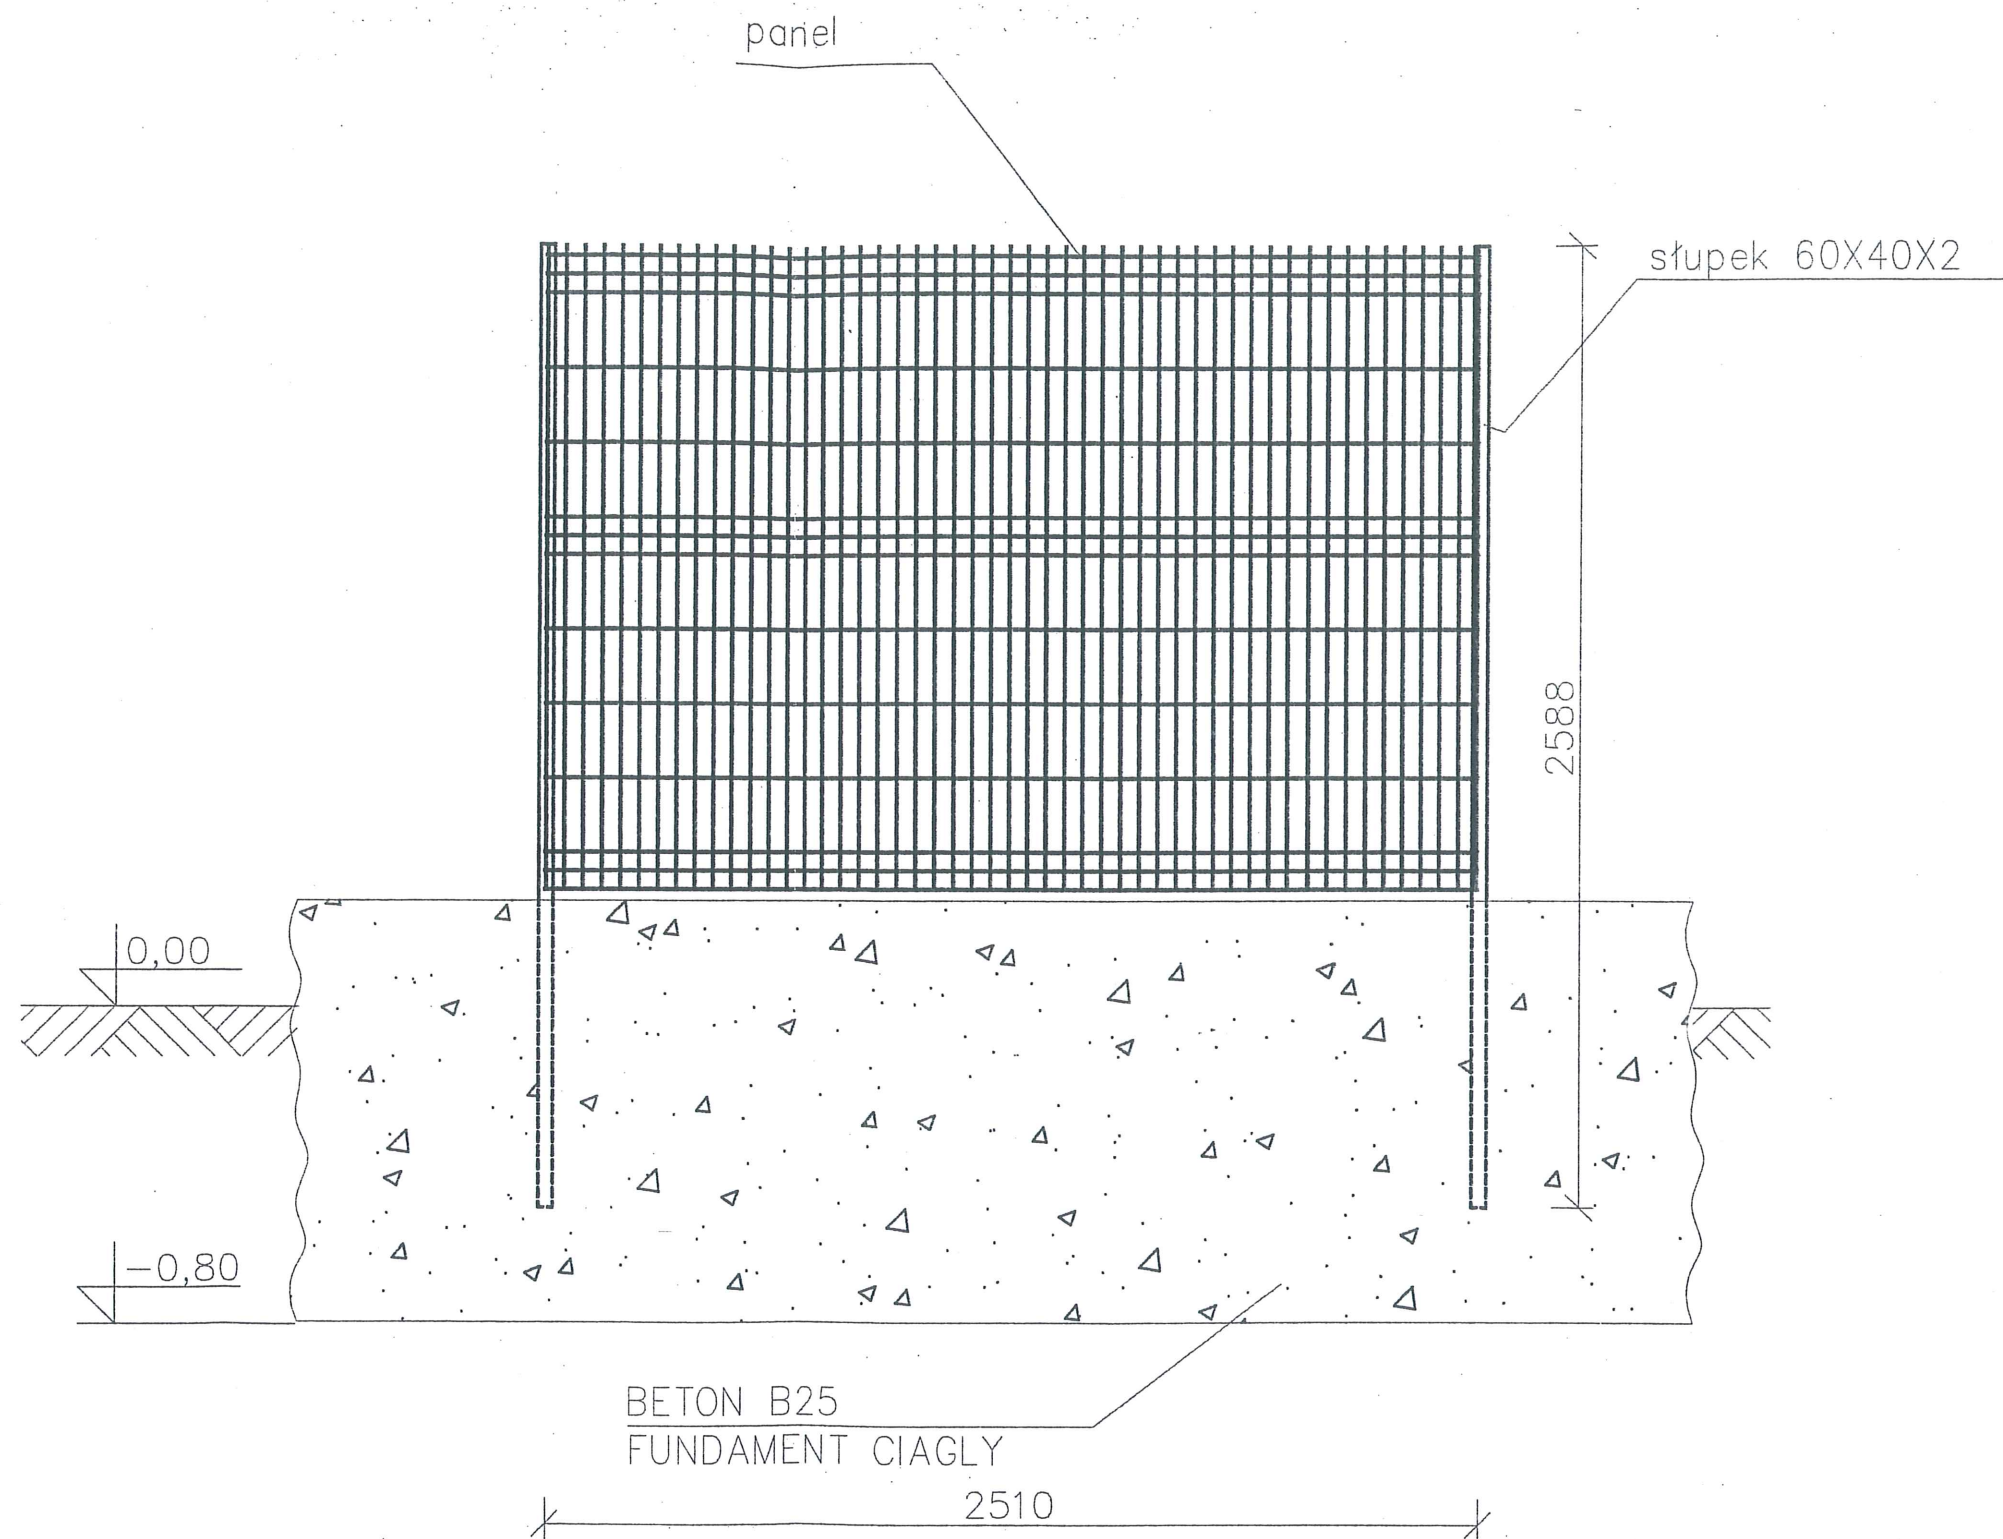 panel
słupek 60X40X2
2588
0,00
-0,80
BETON B25
FUNDAMENT CIAGLY
2510